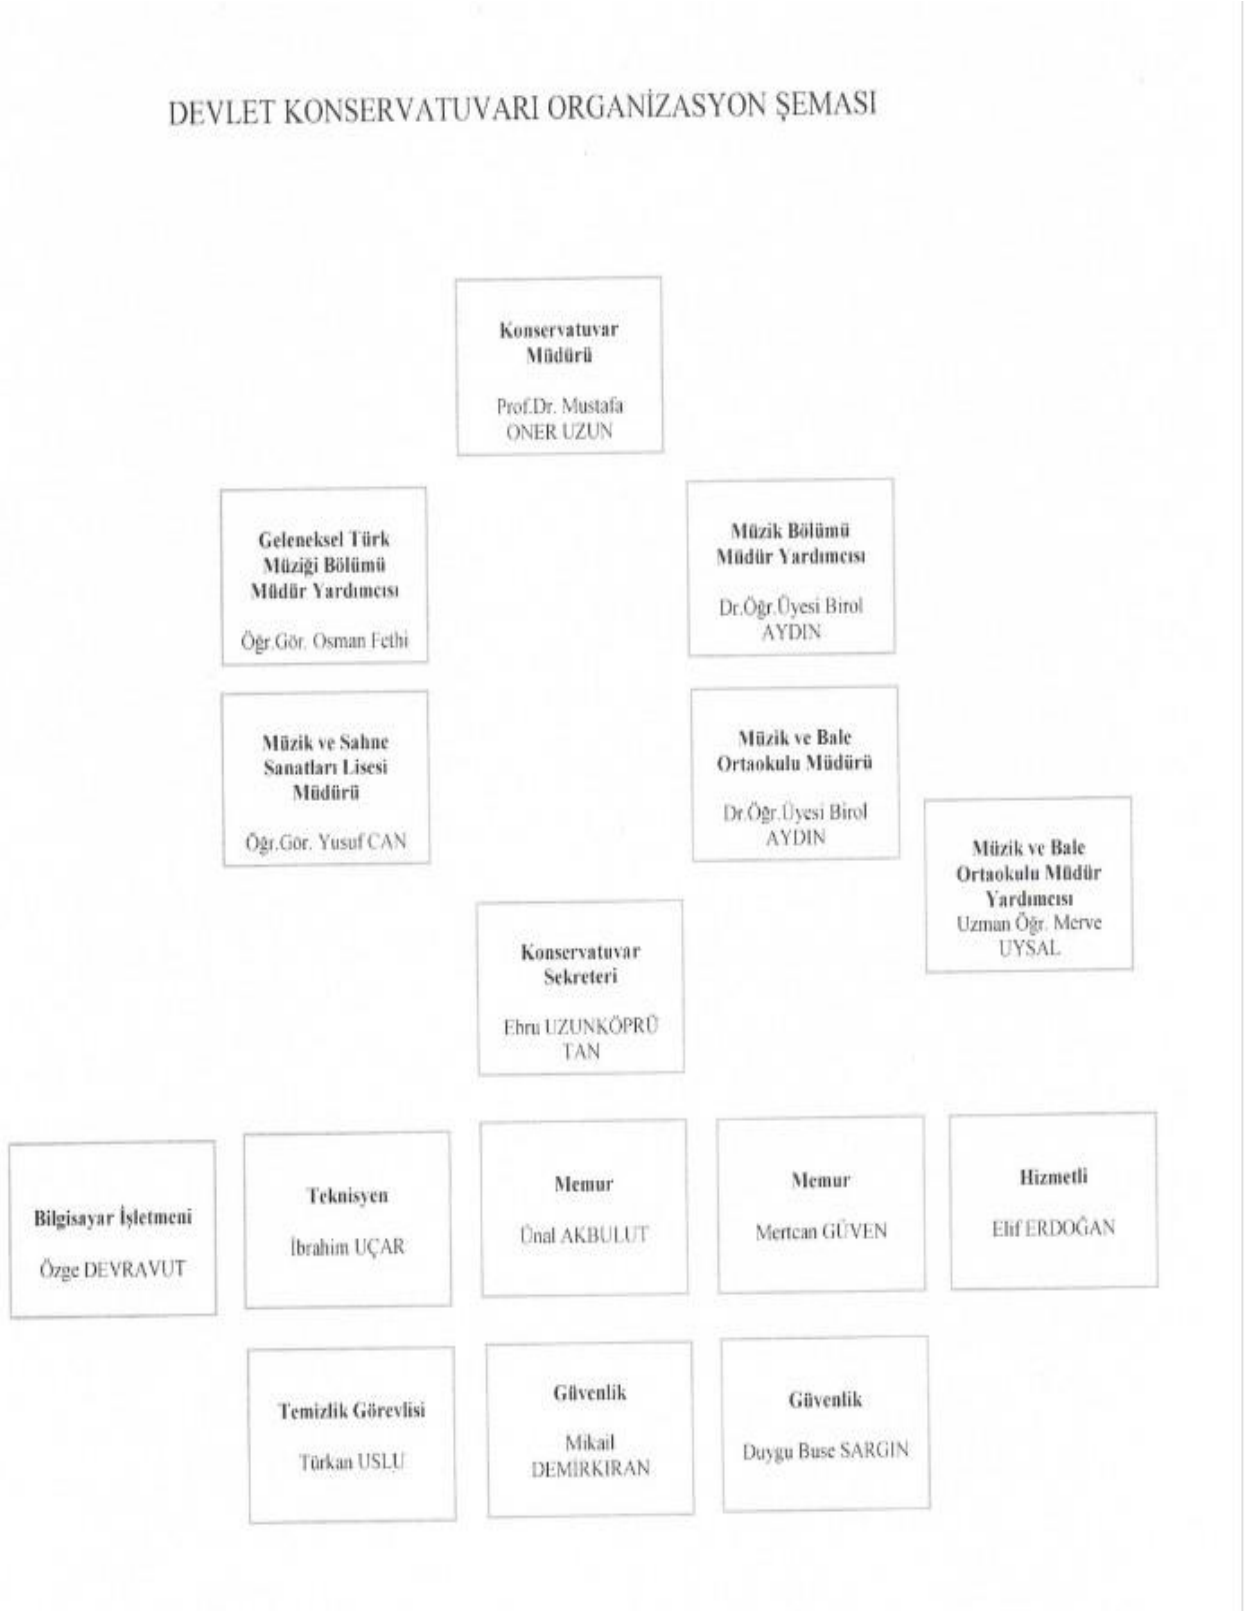 DEVLET KONSERVATUVARI ORGANİZASYON ŞEMASI
Konservatuvar
Müdürü
Prof.Dr. Mustafa
ONER UZUN
Geleneksel Türk
Müziği Bölümü
Müdür Yardımcısı
Öğr.Gör. Osman Fethi
Müzik Bölümü
Müdür Yardımcısı
Dr.Öğr.Üyesi Birol
AYDIN
Müzik ve Sahne
Sanatları Lisesi
Müdürü
Öğr.Gör. Yusuf CAN
Müzik ve Bale
Ortaokulu Müdürü
Dr.Öğr.Üyesi Birol
AYDIN
Müzik ve Bale
Ortaokulu Müdür
Yardımcısı
Uzman Öğr. Merve
UYSAL
Konservatuvar
Sekreteri
Ebru UZUNKÖPRÜ
TAN
Bilgisayar İşletmeni
Özge DEVRAVUT
Teknisyen
İbrahim UÇAR
Memur
Ünal AKBULUT
Memur
Mertcan GÜVEN
Hizmetli
Elif ERDOĞAN
Temizlik Görevlisi
Türkan USLU
Güvenlik
Mikail
DEMİRKIRAN
Güvenlik
Duygu Buse SARGIN